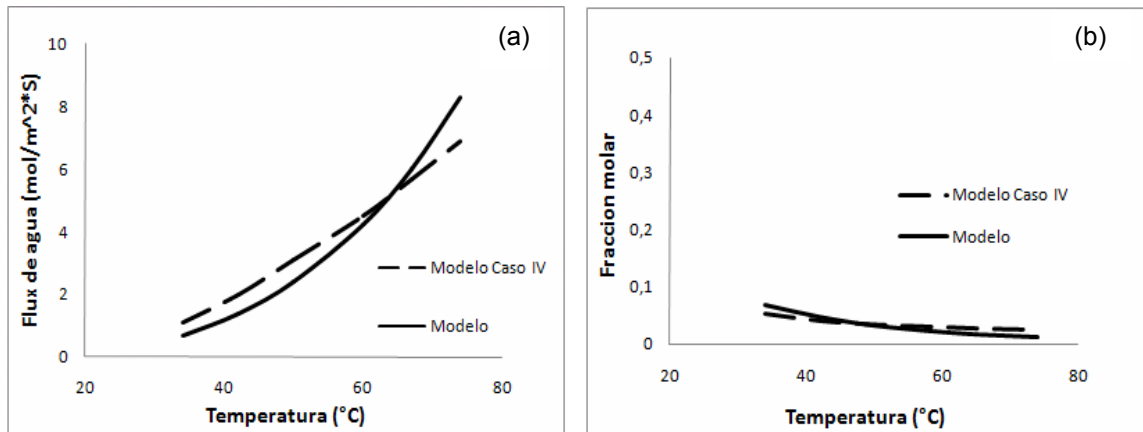 (a)
Flux de agua (mol/m^2*S)
10
8
6
4
2
0
20
40
60
80
Temperatura (°C)
Modelo Caso IV
Modelo
(b)
Fraccion molar
0,5
0,4
0,3
0,2
0,1
0
20
40
60
80
Temperatura (°C)
Modelo Caso IV
Modelo